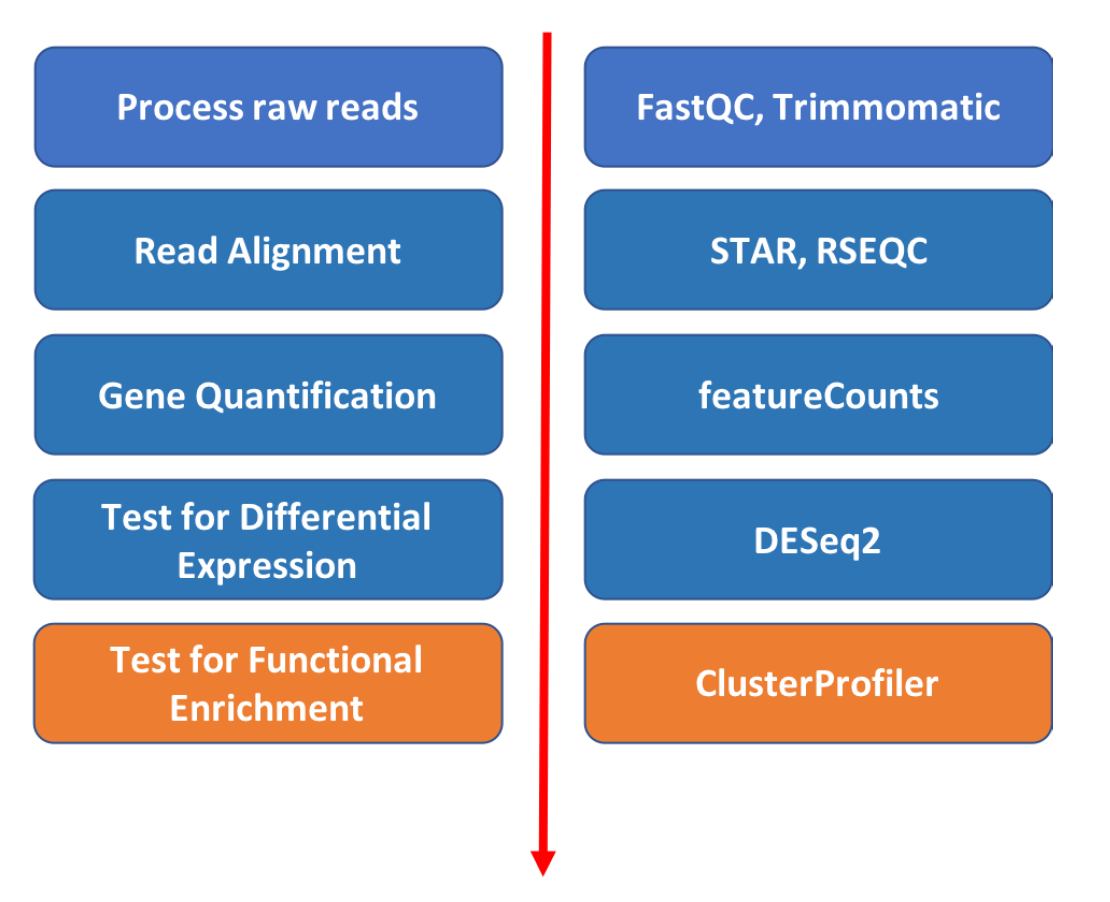 Process raw reads
FastQC, Trimmomatic
Read Alignment
STAR, RSEQC
Gene Quantification
featureCounts
Test for Differential
Expression
DESeq2
Test for Functional
Enrichment
ClusterProfiler